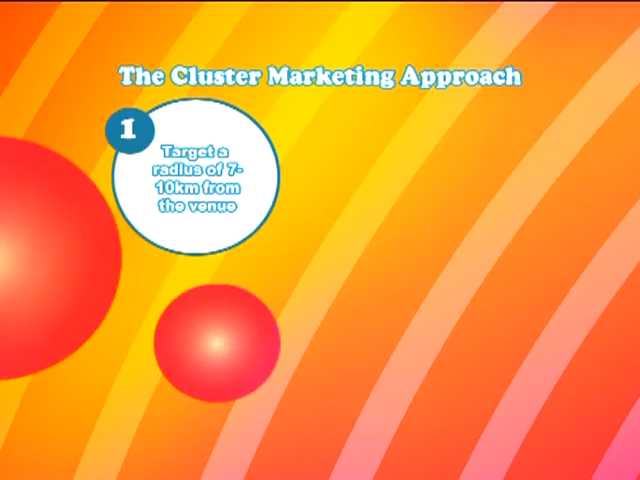 The Cluster Marketing Approach
1
Target a
radius of 7-
10km from
the venue